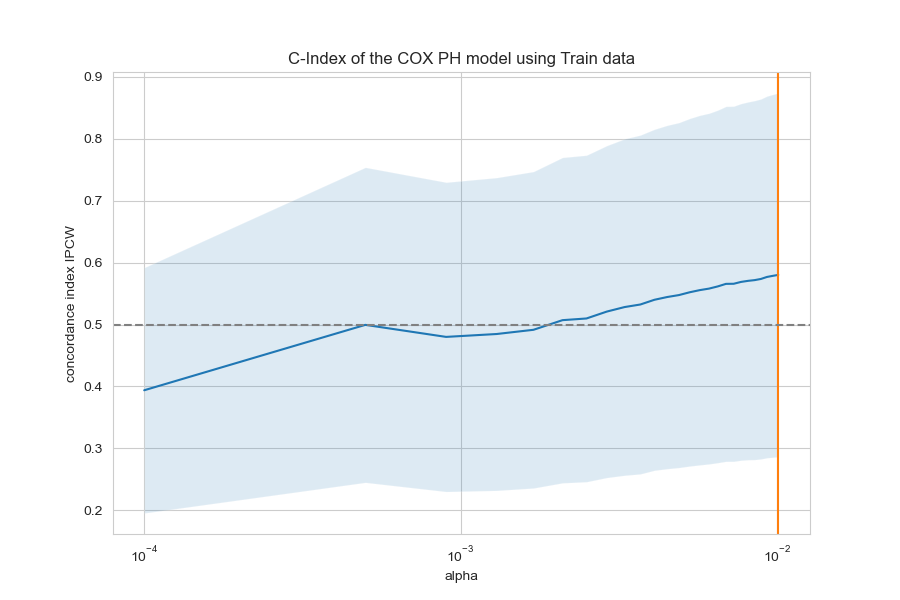 C-Index of the COX PH model using Train data
concordance index IPCW
0.9
0.8
0.7
0.6
0.5
0.4
0.3
0.2
10⁻⁴ 10⁻³ 10⁻²
alpha